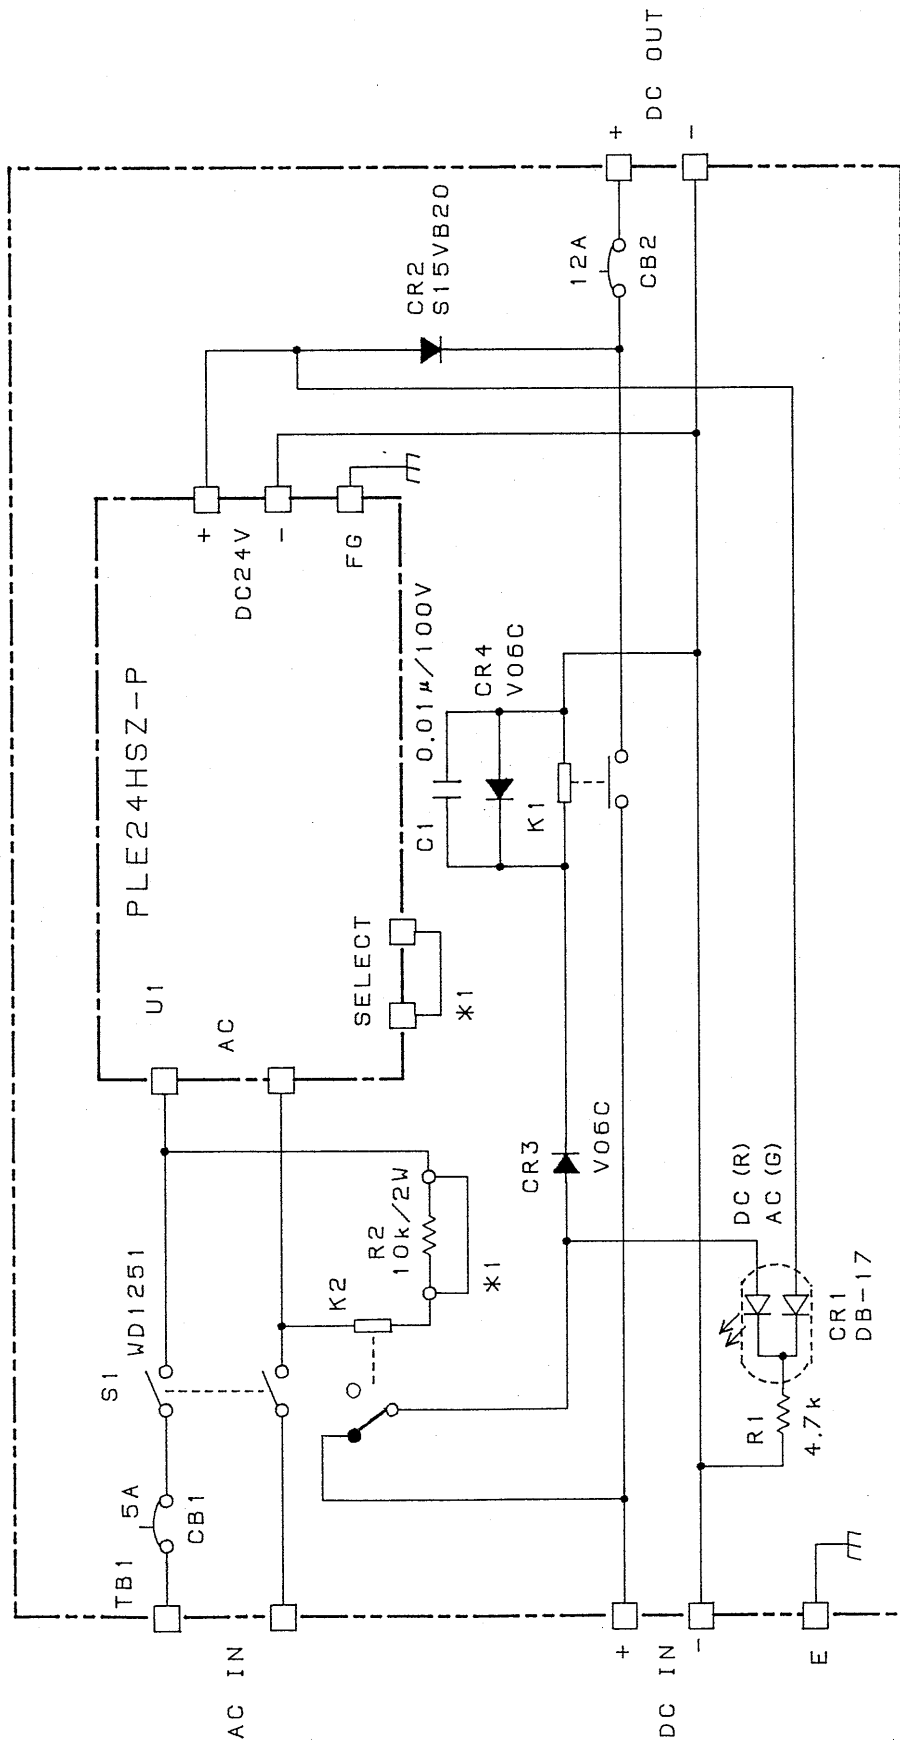 AC IN
TB1
5A
CB1
S1
WD1251
K2
R2
10k/2W
*1
U1
AC
PLE24HSZ-P
SELECT
*1
+
DC24V
-
FG
CR2
S15VB20
C1
0.01μ/100V
CR4
V06C
K1
CR3
V06C
12A
CB2
+
DC OUT
-
+
DC IN
-
E
R1
4.7k
DC (R)
AC (G)
CR1
DB-17